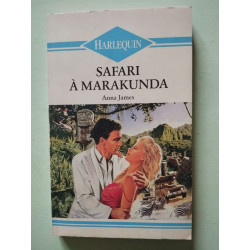 HARLEQUIN
SAFARI
À MARAKUNDA
Anna James